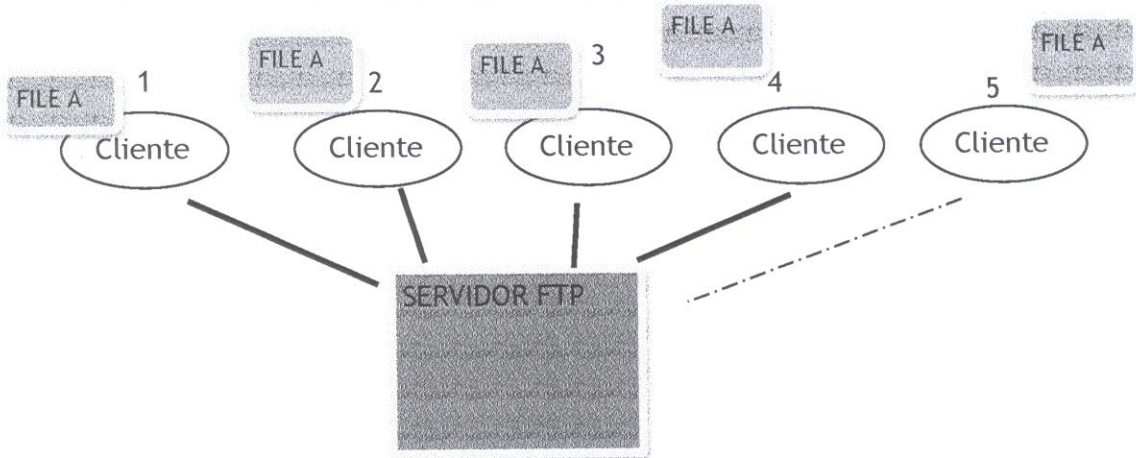 FILE A
1
Cliente
FILE A
2
Cliente
FILE A.
3
Cliente
FILE A
4
Cliente
FILE A
5
Cliente
SERVIDOR FTP